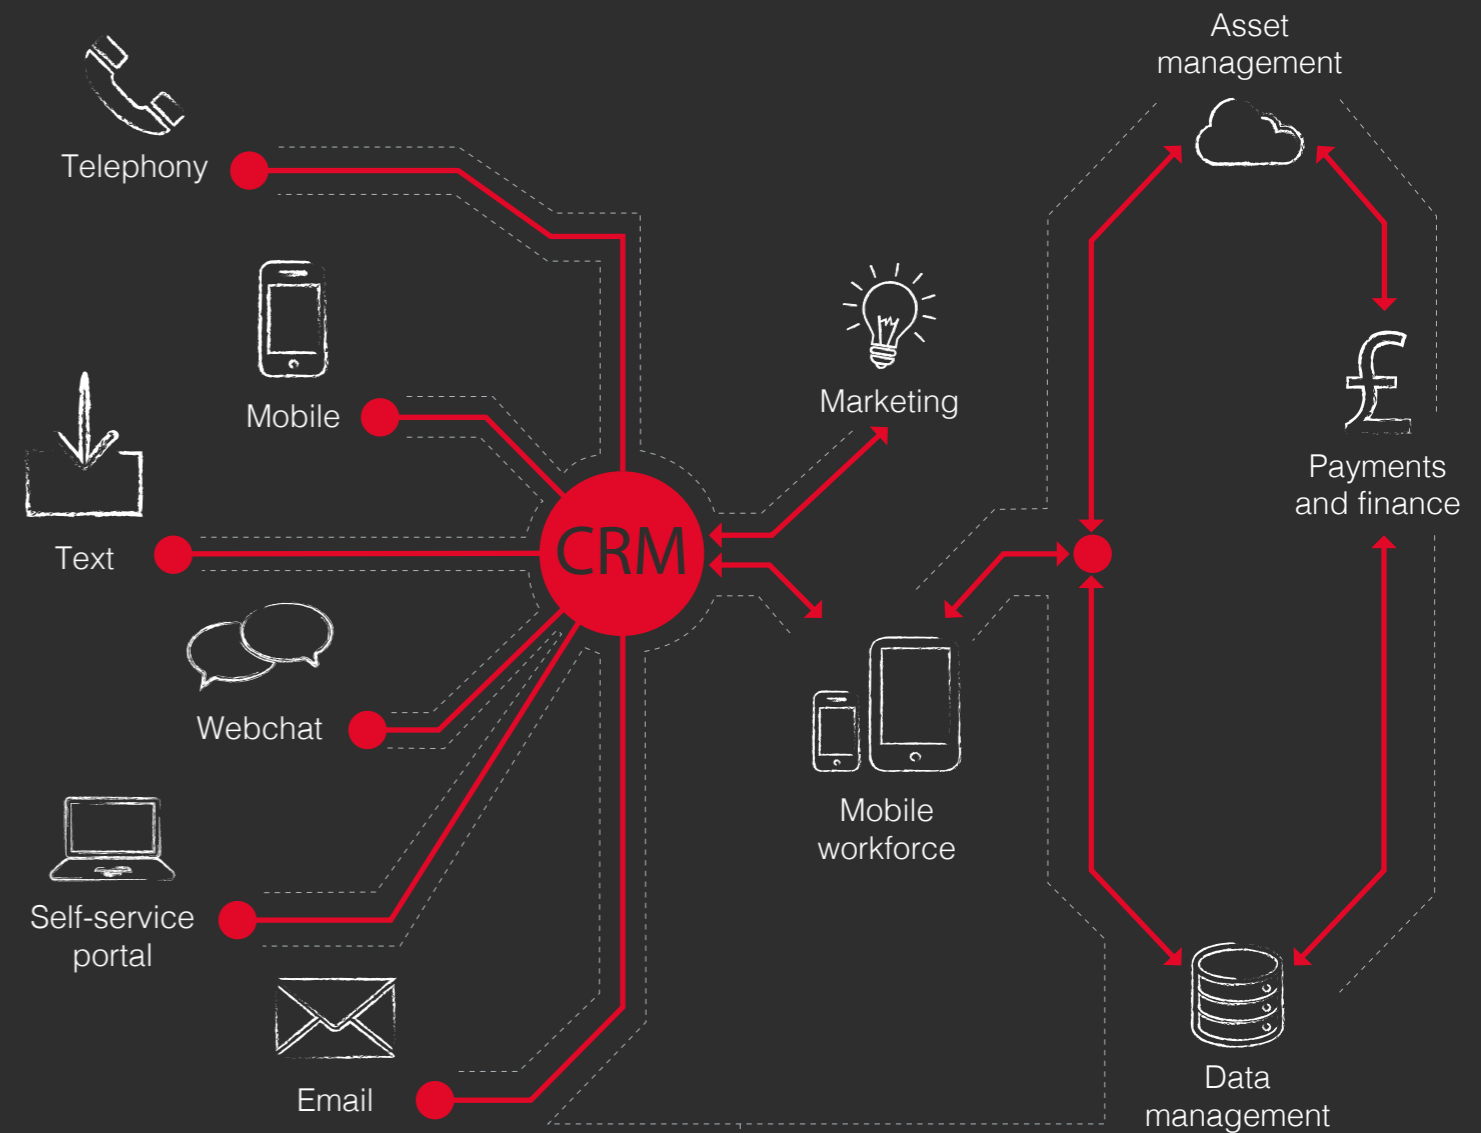 Asset
management
Telephony
Mobile
Marketing
Payments
and finance
Text
CRM
Webchat
Mobile
workforce
Self-service
portal
Email
Data
management